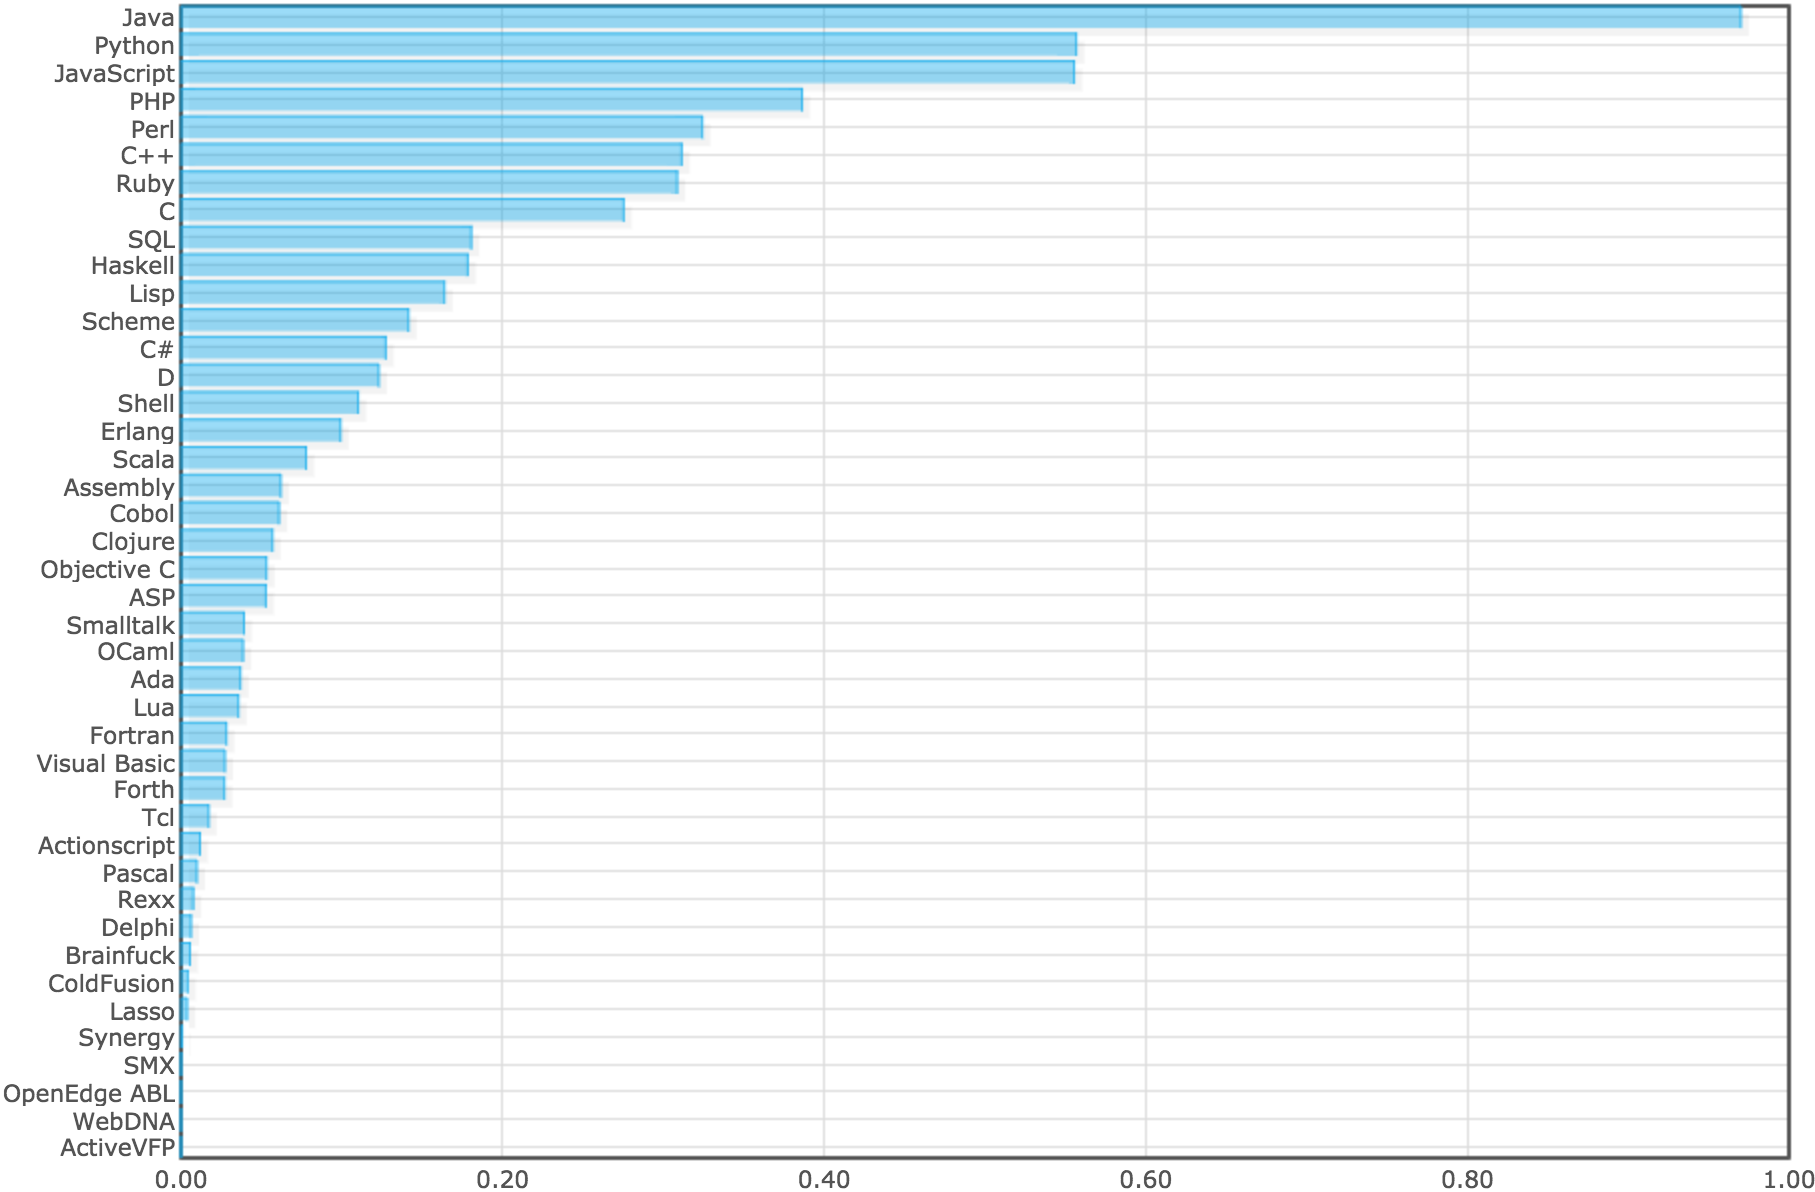 Java
Python
JavaScript
PHP
Perl
C++
Ruby
C
SQL
Haskell
Lisp
Scheme
C#
D
Shell
Erlang
Scala
Assembly
Cobol
Clojure
Objective C
ASP
Smalltalk
OCaml
Ada
Lua
Fortran
Visual Basic
Forth
Tcl
Actionscript
Pascal
Rexx
Delphi
Brainfuck
ColdFusion
Lasso
Synergy
SMX
OpenEdge ABL
WebDNA
ActiveVFP
0.00 0.20 0.40 0.60 0.80 1.00